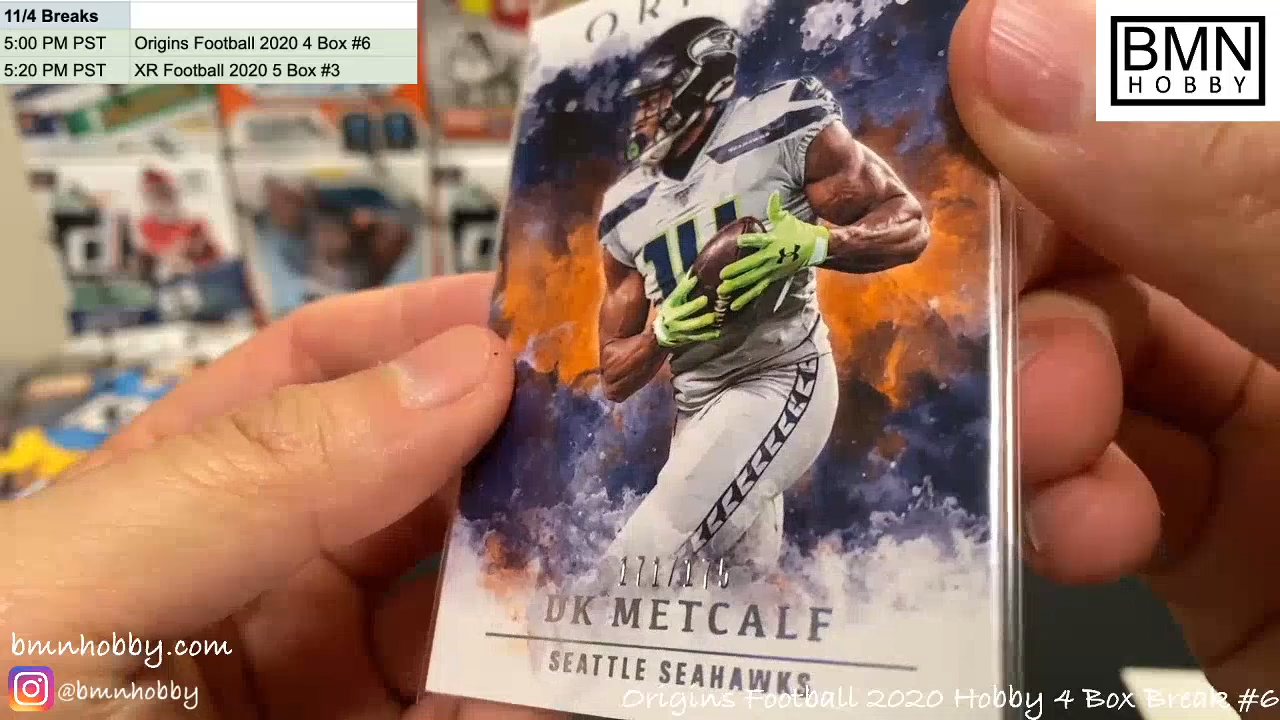 11/4 Breaks
5:00 PM PST Origins Football 2020 4 Box #6
5:20 PM PST XR Football 2020 5 Box #3
BMN
HOBBY
14
171/175
DK METCALF
SEATTLE SEAHAWKS
bmnhobby.com
@bmnhobby
Origins Football 2020 Hobby 4 Box Break #6